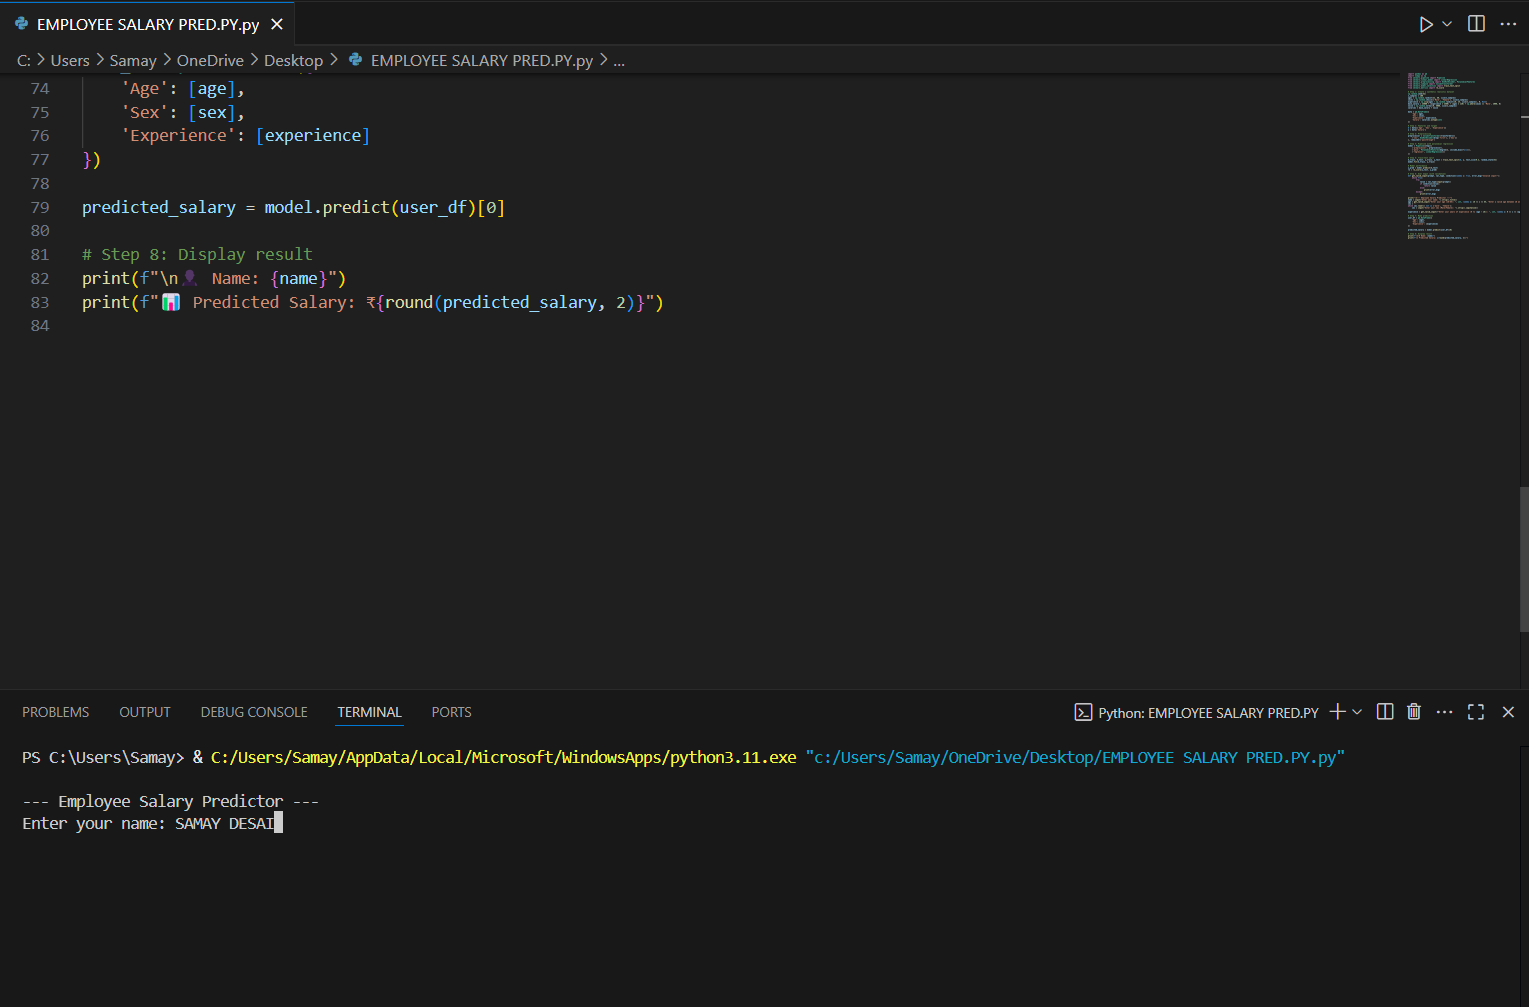 EMPLOYEE SALARY PRED.PY.py
C: > Users > Samay > OneDrive > Desktop > EMPLOYEE SALARY PRED.PY.py > ...
74 'Age': [age],
75 'Sex': [sex],
76 'Experience': [experience]
77 })
78
79 predicted_salary = model.predict(user_df)[0]
80
81 # Step 8: Display result
82 print(f"\n👤 Name: {name}")
83 print(f"📊 Predicted Salary: ₹{round(predicted_salary, 2)}")
84
PROBLEMS OUTPUT DEBUG CONSOLE TERMINAL PORTS Python: EMPLOYEE SALARY PRED.PY
PS C:\Users\Samay> & C:/Users/Samay/AppData/Local/Microsoft/WindowsApps/python3.11.exe "c:/Users/Samay/OneDrive/Desktop/EMPLOYEE SALARY PRED.PY.py"
--- Employee Salary Predictor ---
Enter your name: SAMAY DESAI